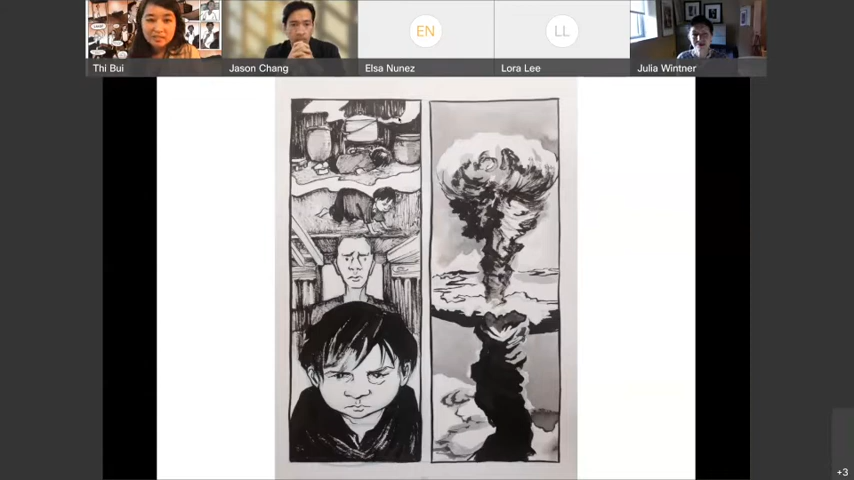 EN
LL
Thi Bui
Jason Chang
Elsa Nunez
Lora Lee
Julia Wintner
+3